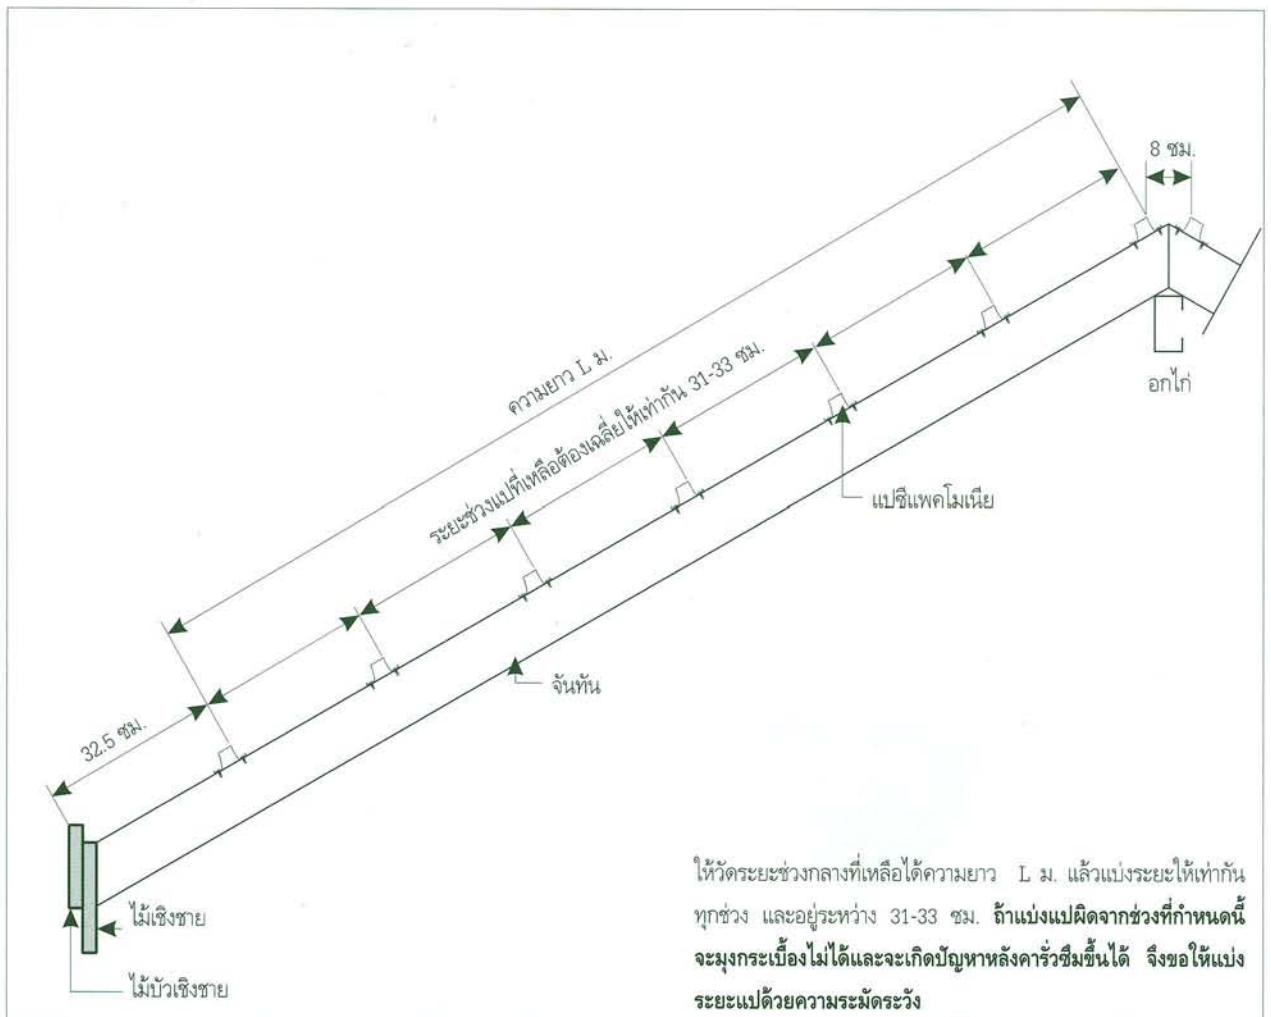 8 ซม.
ความยาว L ม.
ระยะช่วงแปที่เหลือต้องเฉลี่ยให้เท่ากัน 31-33 ซม.
อกไก่
แปซีแพคโมเนีย
จันทัน
32.5 ซม.
ไม้เชิงชาย
ไม้บัวเชิงชาย
ให้วัดระยะช่วงกลางที่เหลือได้ความยาว L ม. แล้วแบ่งระยะให้เท่ากัน
ทุกช่วง และอยู่ระหว่าง 31-33 ซม. ถ้าแบ่งแปผิดจากช่วงที่กำหนดนี้
จะมุงกระเบื้องไม่ได้และจะเกิดปัญหาหลังคารั่วซึมขึ้นได้ จึงขอให้แบ่ง
ระยะแปด้วยความระมัดระวัง